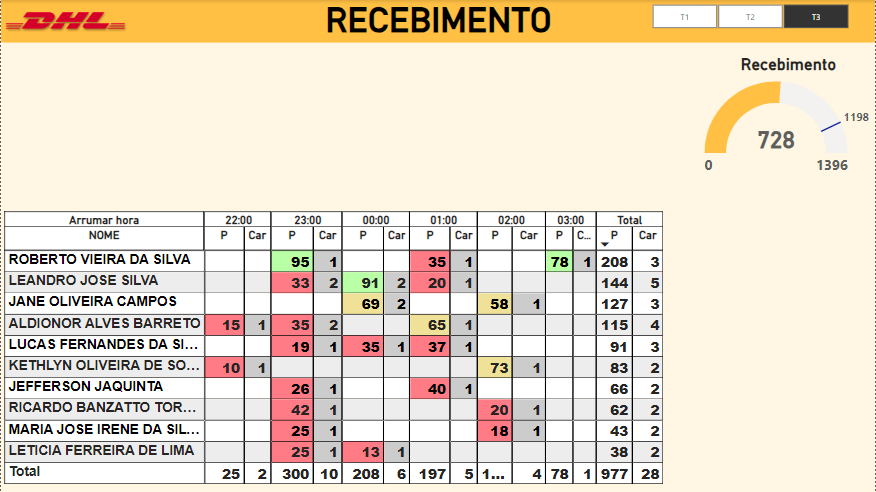 DHL RECEBIMENTO T1 T2 T3
Recebimento
1198
728
0 1396
Arrumar hora 22:00 23:00 00:00 01:00 02:00 03:00 Total
NOME P Car P Car P Car P Car P Car P C... P Car
ROBERTO VIEIRA DA SILVA 95 1 35 1 78 1 208 3
LEANDRO JOSE SILVA 33 2 91 2 20 1 144 5
JANE OLIVEIRA CAMPOS 69 2 58 1 127 3
ALDIONOR ALVES BARRETO 15 1 35 2 65 1 115 4
LUCAS FERNANDES DA SI... 19 1 35 1 37 1 91 3
KETHLYN OLIVEIRA DE SO... 10 1 73 1 83 2
JEFFERSON JAQUINTA 26 1 40 1 66 2
RICARDO BANZATTO TOR... 42 1 20 1 62 2
MARIA JOSE IRENE DA SIL... 25 1 18 1 43 2
LETICIA FERREIRA DE LIMA 25 1 13 1 38 2
Total 25 2 300 10 208 6 197 5 1... 4 78 1 977 28